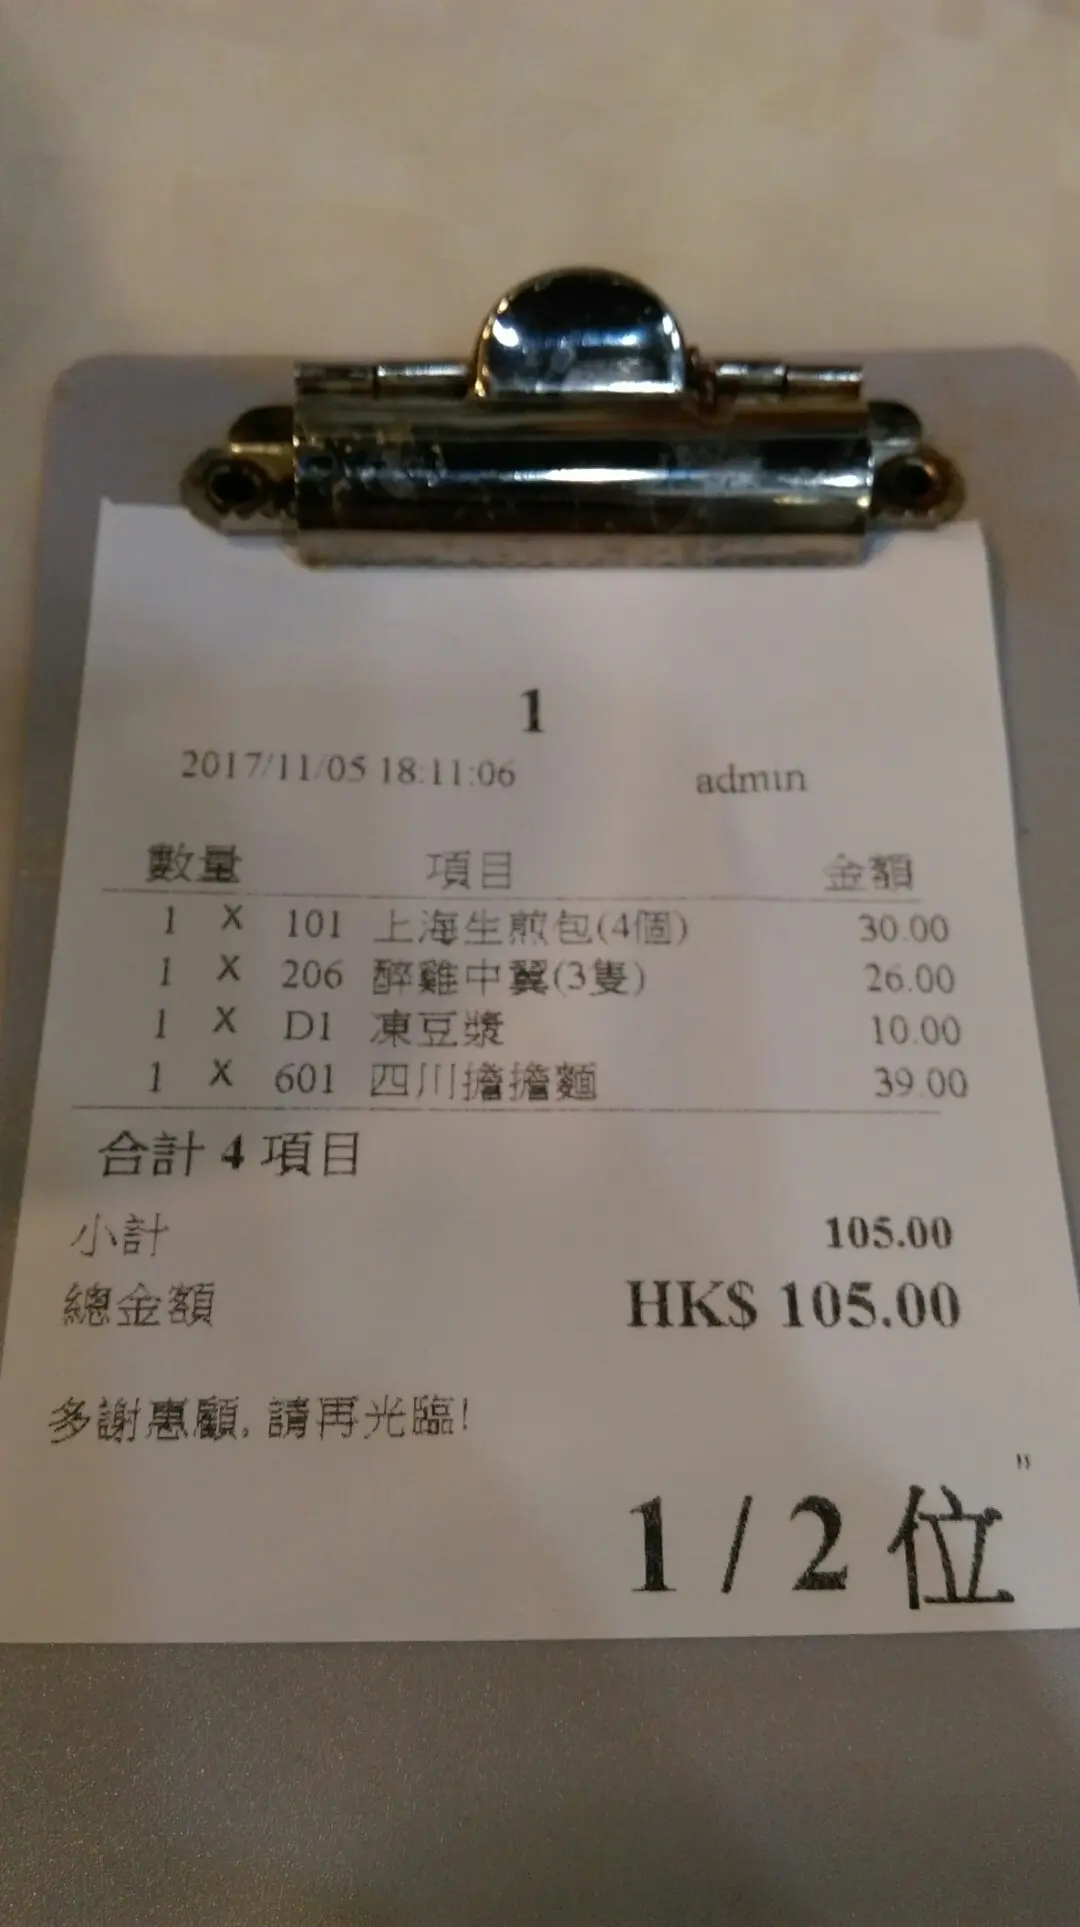 1
2017/11/05 18:11:06 admin
數量 項目 金額
1 X 101 上海生煎包(4個) 30.00
1 X 206 醉雞中翼(3隻) 26.00
1 X D1 凍豆漿 10.00
1 X 601 四川擔擔麵 39.00
合計 4 項目
小計 105.00
總金額 HK$ 105.00
多謝惠顧, 請再光臨!
"
1 / 2 位